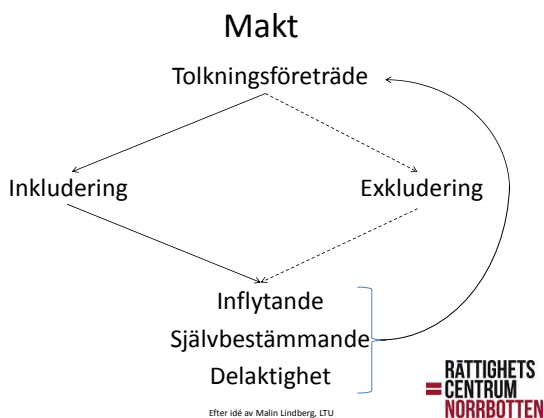 Makt
Tolkningsföreträde
Inkludering
Exkludering
Inflytande
Självbestämmande
Delaktighet
Efter idé av Malin Lindberg, LTU
RÄTTIGHETS
CENTRUM
NORRBOTTEN